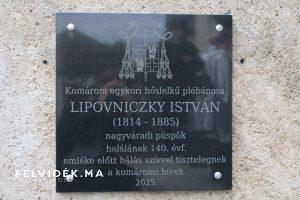 Komárom egykori hőslelkű plébánosa
LIPOVNICZKY ISTVÁN
(1814 - 1885)
nagyváradi püspök
halálának 140. évf.
emléke előtt hálás szívvel tisztelegnek
a komáromi hívek
2025
FELVIDÉK.MA